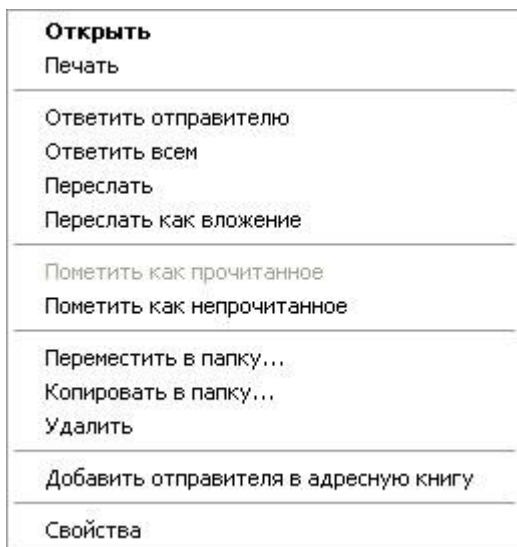 Открыть
Печать
Ответить отправителю
Ответить всем
Переслать
Переслать как вложение
Пометить как прочитанное
Пометить как непрочитанное
Переместить в папку...
Копировать в папку...
Удалить
Добавить отправителя в адресную книгу
Свойства